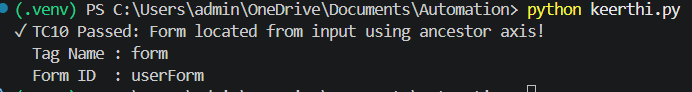 (.venv) PS C:\Users\admin\OneDrive\Documents\Automation> python keerthi.py
✓ TC10 Passed: Form located from input using ancestor axis!
Tag Name : form
Form ID  : userForm